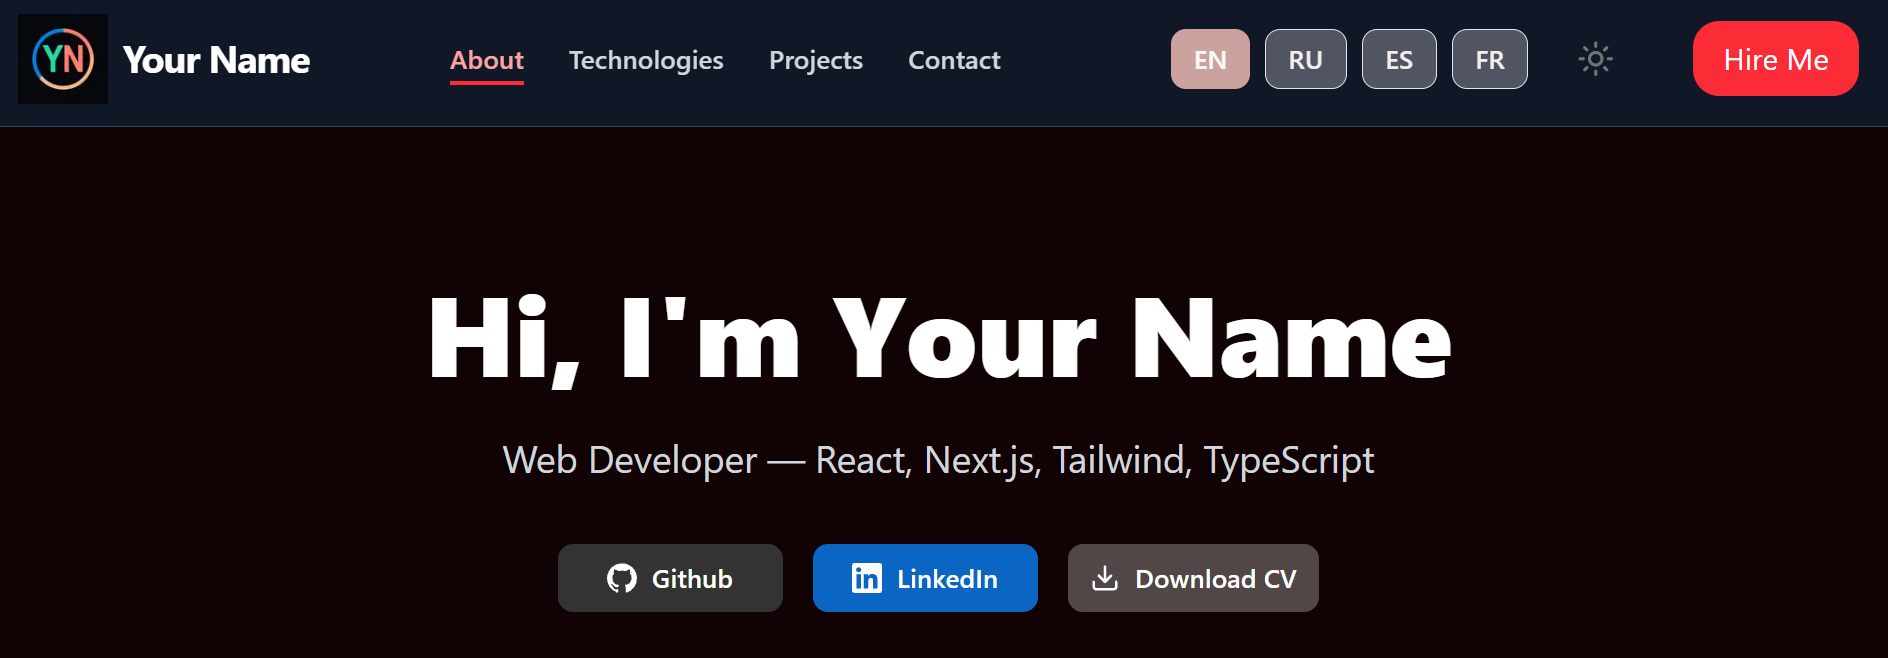 YN Your Name About Technologies Projects Contact EN RU ES FR Hire Me
Hi, I'm Your Name
Web Developer — React, Next.js, Tailwind, TypeScript
Github LinkedIn Download CV